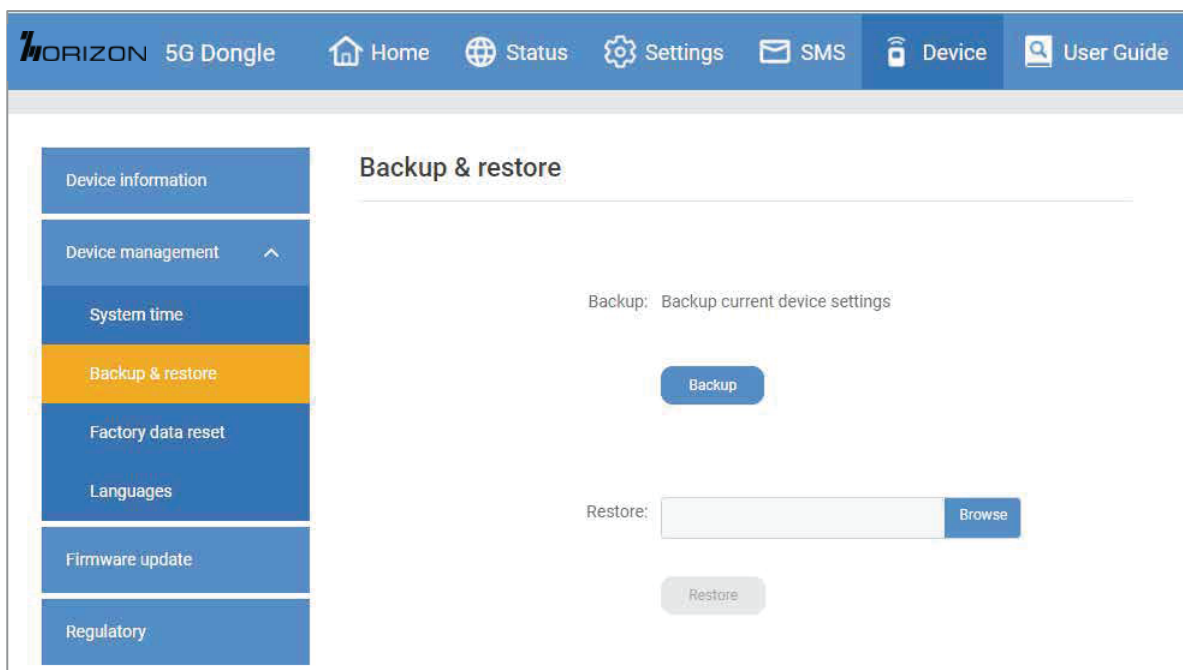 HORIZON 5G Dongle Home Status Settings SMS Device User Guide
Device information
Device management
System time
Backup & restore
Factory data reset
Languages
Firmware update
Regulatory
Backup & restore
Backup: Backup current device settings
Backup
Restore: Browse
Restore